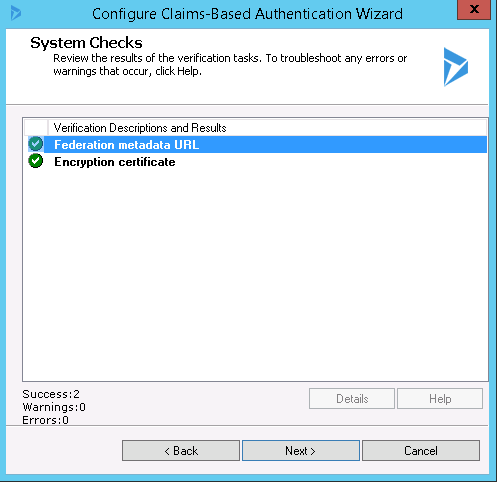 Configure Claims-Based Authentication Wizard
x
System Checks
Review the results of the verification tasks. To troubleshoot any errors or
warnings that occur, click Help.
Verification Descriptions and Results
Federation metadata URL
Encryption certificate
Success:2
Warnings:0
Errors:0
Details
Help
< Back
Next >
Cancel